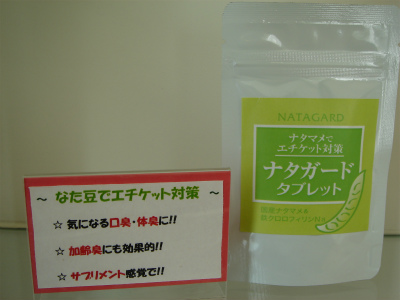 ～ なた豆でエチケット対策 ～
☆ 気になる口臭・体臭に!!
☆ 加齢臭にも効果的!!
☆ サプリメント感覚で!!
NATAGARD
ナタマメで
エチケット対策
ナタガード
タブレット